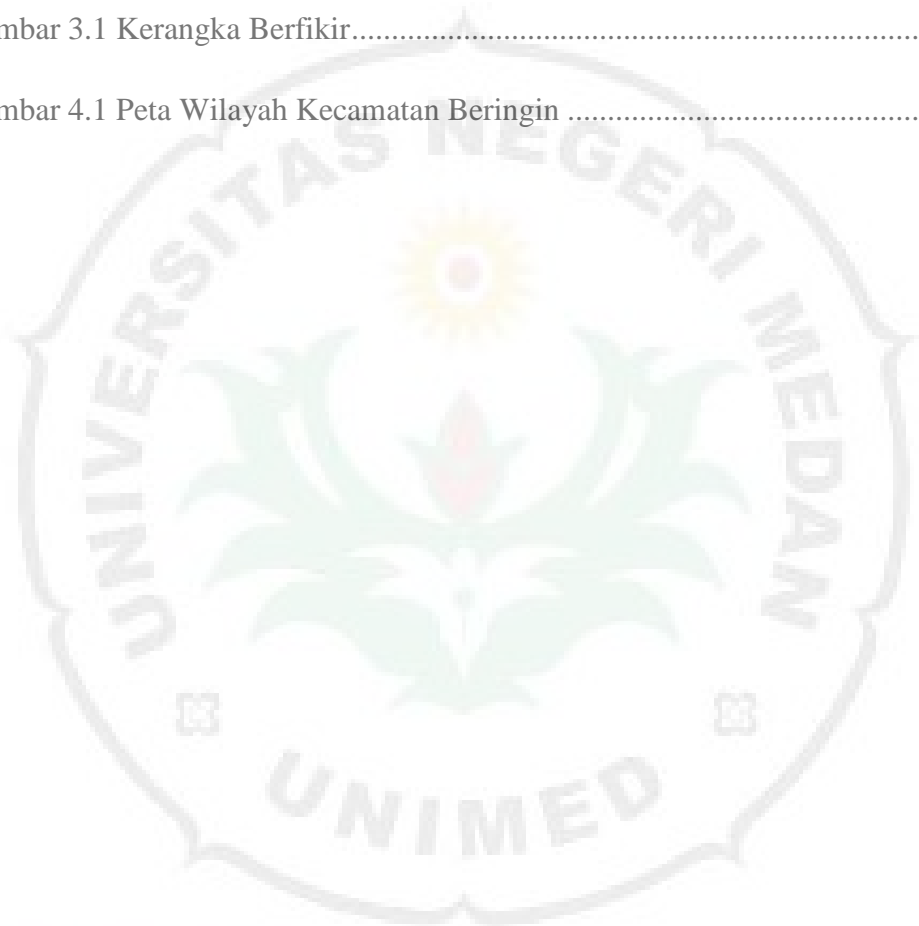 mbar 3.1 Kerangka Berfikir.....................................................................
mbar 4.1 Peta Wilayah Kecamatan Beringin ...........................................
UNIVERSITAS NEGERI MEDAN
UNIMED